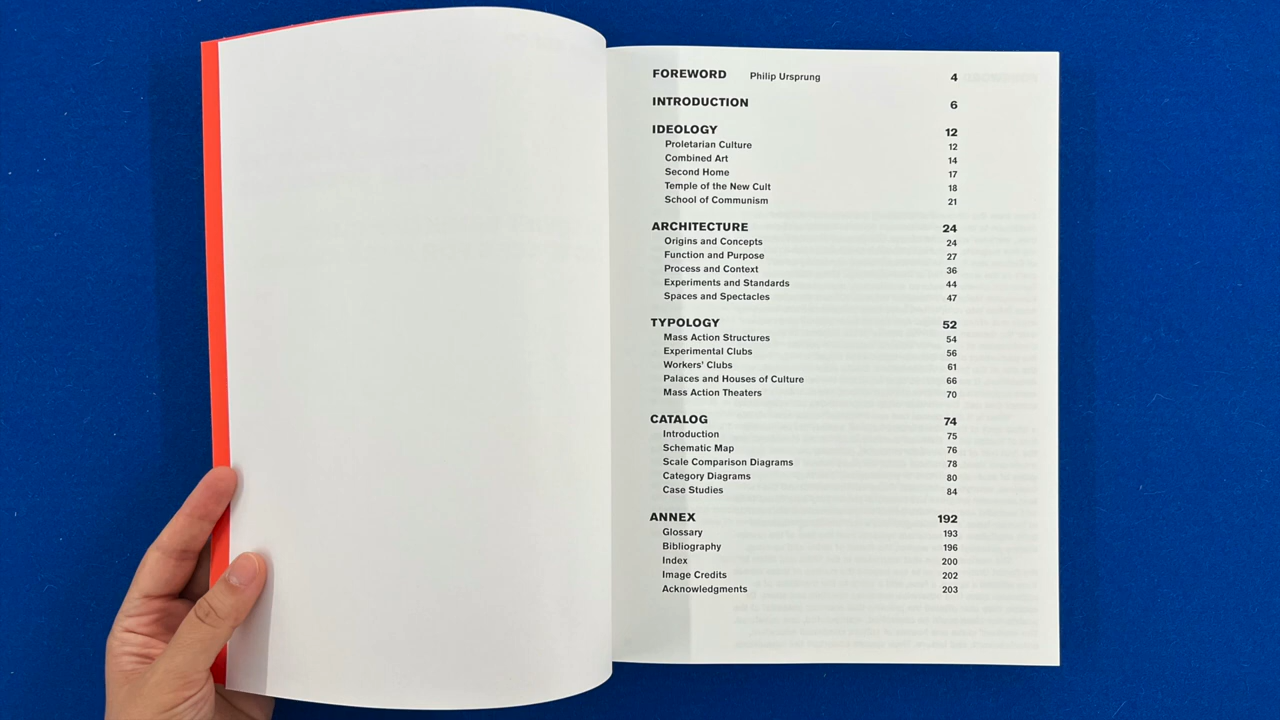 FOREWORD Philip Ursprung 4
INTRODUCTION 6
IDEOLOGY 12
Proletarian Culture 12
Combined Art 14
Second Home 17
Temple of the New Cult 18
School of Communism 21
ARCHITECTURE 24
Origins and Concepts 24
Function and Purpose 27
Process and Context 36
Experiments and Standards 44
Spaces and Spectacles 47
TYPOLOGY 52
Mass Action Structures 54
Experimental Clubs 56
Workers' Clubs 61
Palaces and Houses of Culture 66
Mass Action Theaters 70
CATALOG 74
Introduction 75
Schematic Map 76
Scale Comparison Diagrams 78
Category Diagrams 80
Case Studies 84
ANNEX 192
Glossary 193
Bibliography 196
Index 200
Image Credits 202
Acknowledgments 203